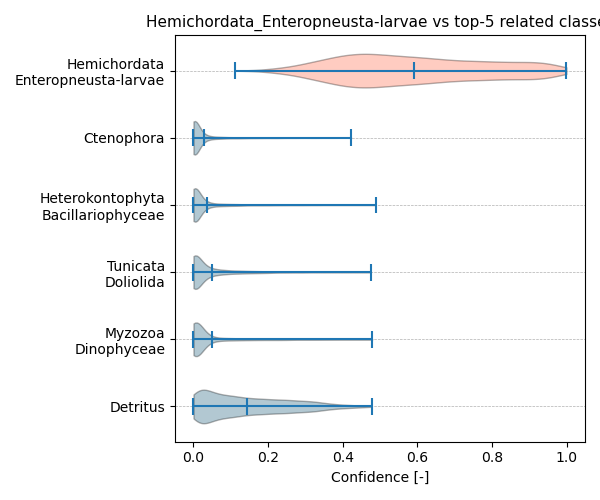 Hemichordata_Enteropneusta-larvae vs top-5 related classe
Hemichordata
Enteropneusta-larvae
Ctenophora
Heterokontophyta
Bacillariophyceae
Tunicata
Doliolida
Myzozoa
Dinophyceae
Detritus
0.0 0.2 0.4 0.6 0.8 1.0
Confidence [-]